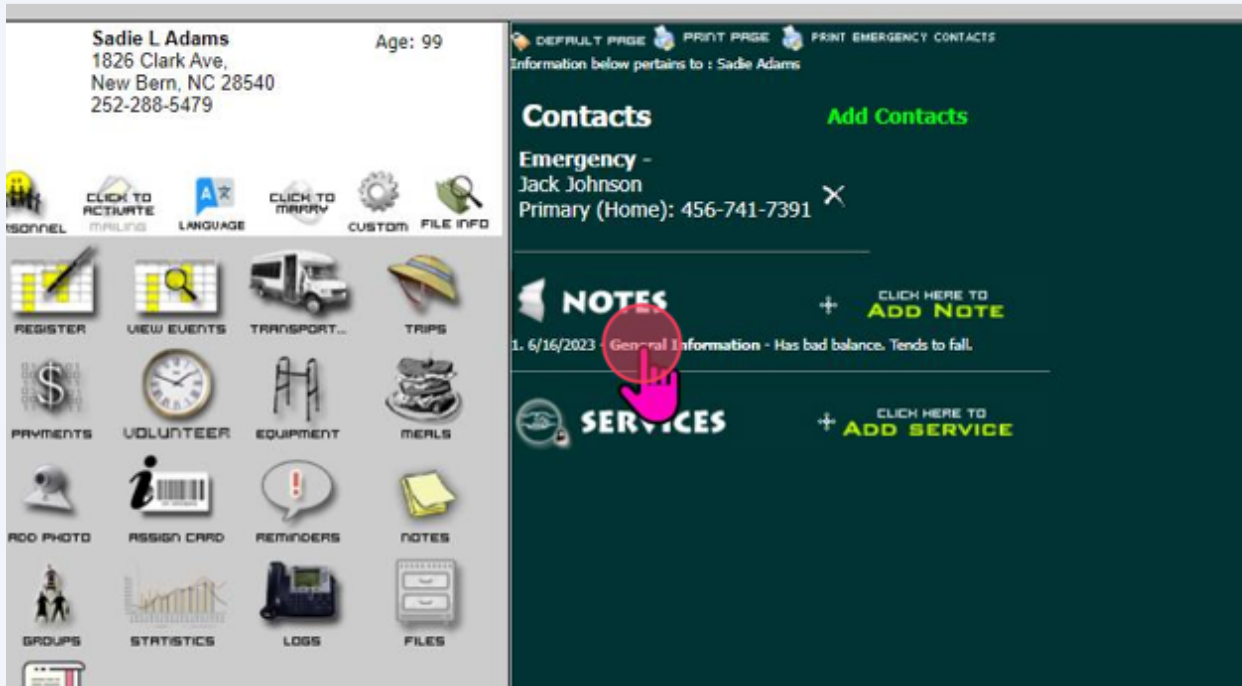 Sadie L Adams
Age: 99
1826 Clark Ave,
New Bern, NC 28540
252-288-5479
CLICK TO
ACTIVATE
MAILING
LANGUAGE
CLICK TO
MARRY
CUSTOM
FILE INFO
REGISTER
VIEW EVENTS
TRANSPORT...
TRIPS
PAYMENTS
VOLUNTEER
EQUIPMENT
MEALS
ADD PHOTO
ASSIGN CARD
REMINDERS
NOTES
GROUPS
STATISTICS
LOGS
FILES
DEFAULT PAGE
PRINT PAGE
PRINT EMERGENCY CONTACTS
Information below pertains to : Sadie Adams
Contacts
Add Contacts
Emergency -
Jack Johnson
Primary (Home): 456-741-7391
NOTES
CLICK HERE TO
ADD NOTE
1. 6/16/2023 - General Information - Has bad balance. Tends to fall.
SERVICES
CLICK HERE TO
ADD SERVICE